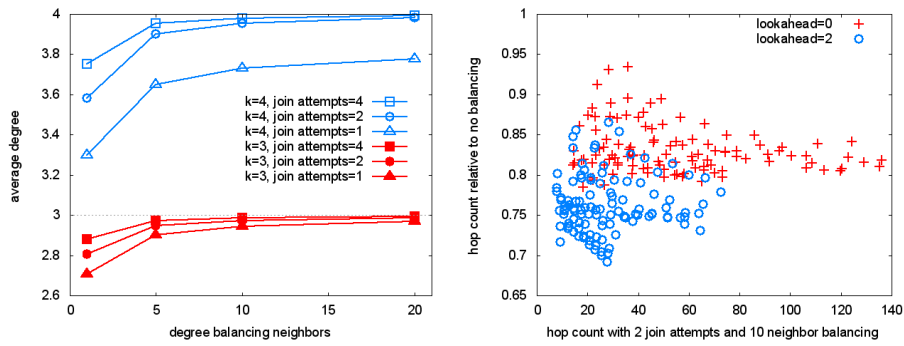 4
3.8
3.6
3.4
3.2
3
2.8
2.6
0
5
10
15
20
average degree
degree balancing neighbors
k=4, join attempts=4
k=4, join attempts=2
k=4, join attempts=1
k=3, join attempts=4
k=3, join attempts=2
k=3, join attempts=1
1
0.95
0.9
0.85
0.8
0.75
0.7
0.65
0
20
40
60
80
100
120
140
hop count relative to no balancing
hop count with 2 join attempts and 10 neighbor balancing
lookahead=0
lookahead=2